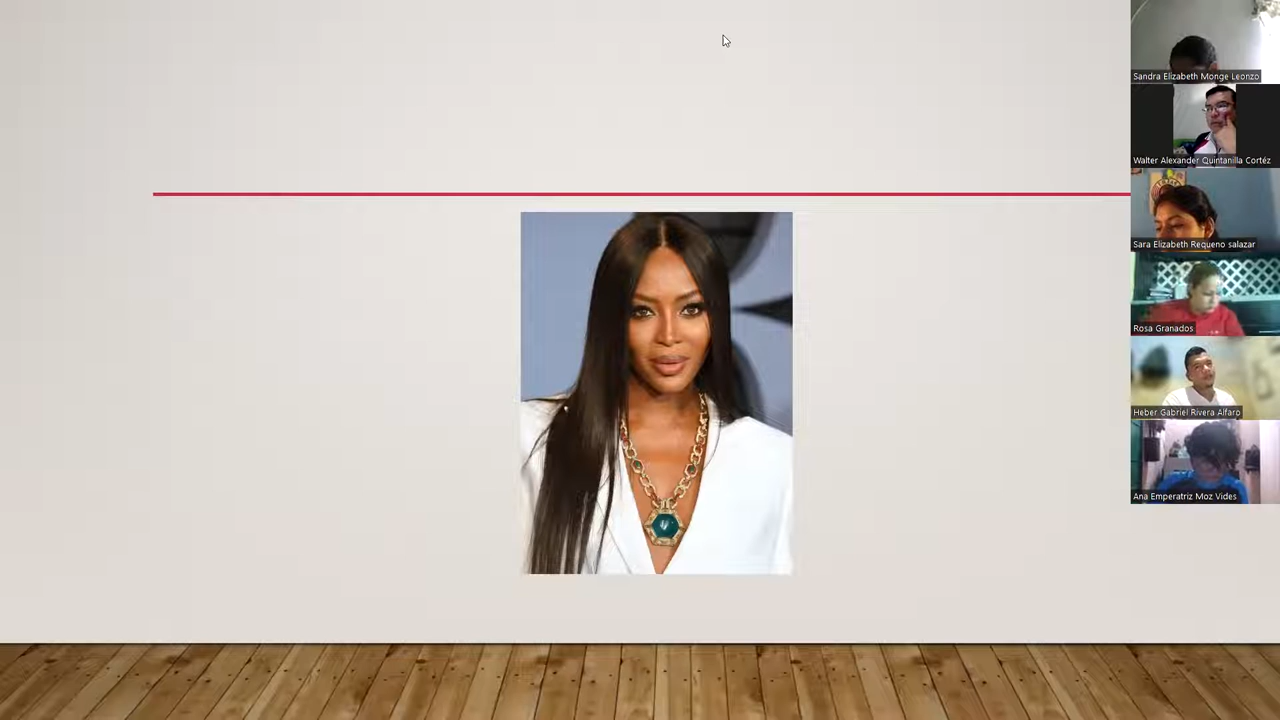 Sandra Elizabeth Monge Leonzo
Walter Alexander Quintanilla Cortéz
Sara Elizabeth Requeno salazar
Rosa Granados
Heber Gabriel Rivera Alfaro
Ana Emperatriz Moz Vides